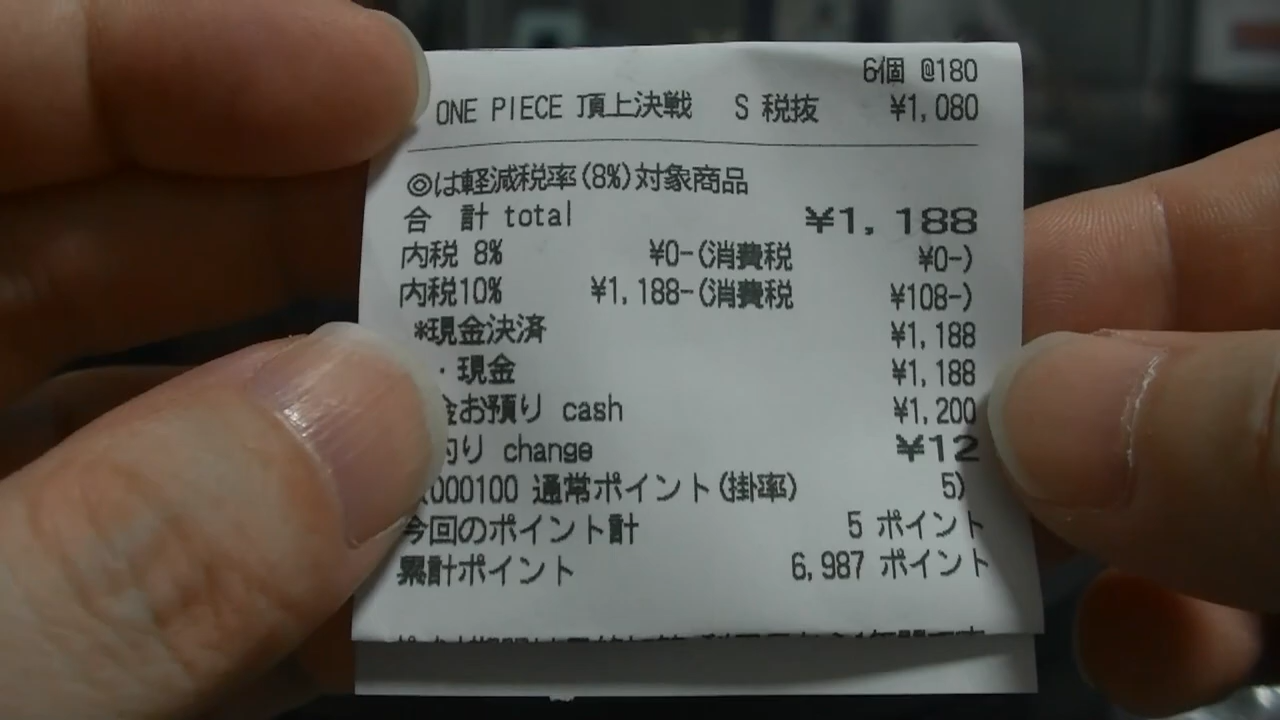 6個 @180
ONE PIECE 頂上決戦 S 税抜 ¥1,080
◎は軽減税率(8%)対象商品
合 計 total ¥1,188
内税 8% ¥0-(消費税 ¥0-)
内税10% ¥1,188-(消費税 ¥108-)
*現金決済 ¥1,188
・現金 ¥1,188
金お預り cash ¥1,200
釣り change ¥12
000100 通常ポイント(掛率) 5)
今回のポイント計 5 ポイント
累計ポイント 6,987 ポイント